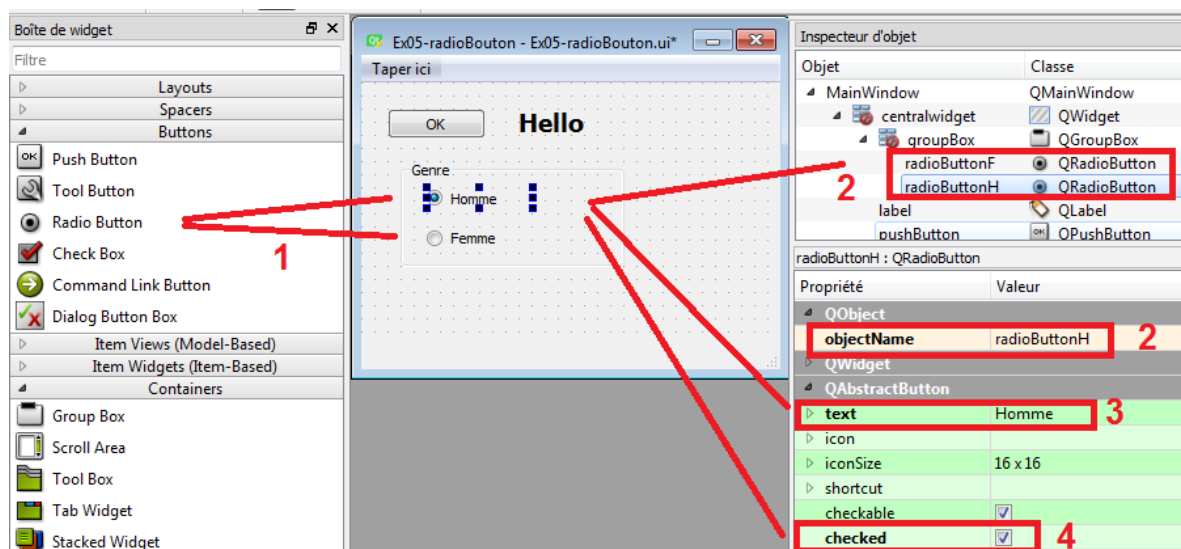 Boîte de widget
Filtre
Layouts
Spacers
Buttons
OK Push Button
Tool Button
Radio Button
Check Box
Command Link Button
Dialog Button Box
Item Views (Model-Based)
Item Widgets (Item-Based)
Containers
Group Box
Scroll Area
Tool Box
Tab Widget
Stacked Widget
1
Ex05-radioBouton - Ex05-radioBouton.ui*
Taper ici
OK Hello
Genre
Homme
Femme
Inspecteur d'objet
Objet Classe
MainWindow QMainWindow
centralwidget QWidget
groupBox QGroupBox
radioButtonF QRadioButton
2 radioButtonH QRadioButton
label QLabel
pushButton OK QPushButton
radioButtonH : QRadioButton
Propriété Valeur
QObject
objectName radioButtonH 2
QWidget
QAbstractButton
text Homme 3
icon
iconSize 16 x 16
shortcut
checkable
checked 4